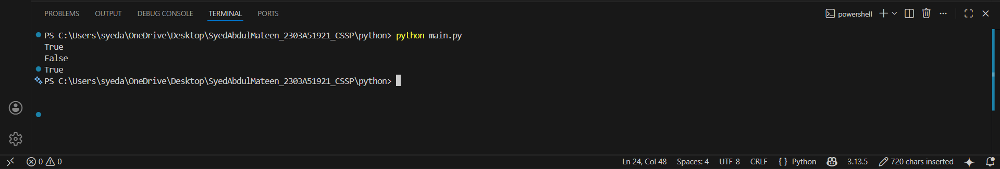 PROBLEMS OUTPUT DEBUG CONSOLE TERMINAL PORTS powershell
PS C:\Users\syeda\OneDrive\Desktop\SyedAbdulMateen_2303A51921_CSSP\python> python main.py
True
False
True
PS C:\Users\syeda\OneDrive\Desktop\SyedAbdulMateen_2303A51921_CSSP\python>
0 0 Ln 24, Col 48 Spaces: 4 UTF-8 CRLF { } Python 3.13.5 720 chars inserted